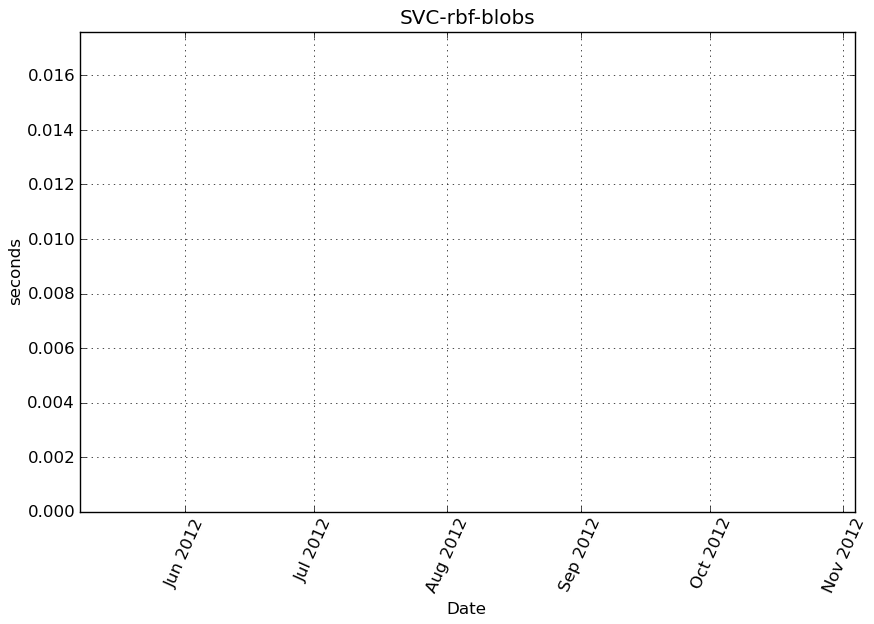 SVC-rbf-blobs
0.016
0.014
0.012
0.010
0.008
0.006
0.004
0.002
0.000
seconds
Jun 2012
Jul 2012
Aug 2012
Sep 2012
Oct 2012
Nov 2012
Date